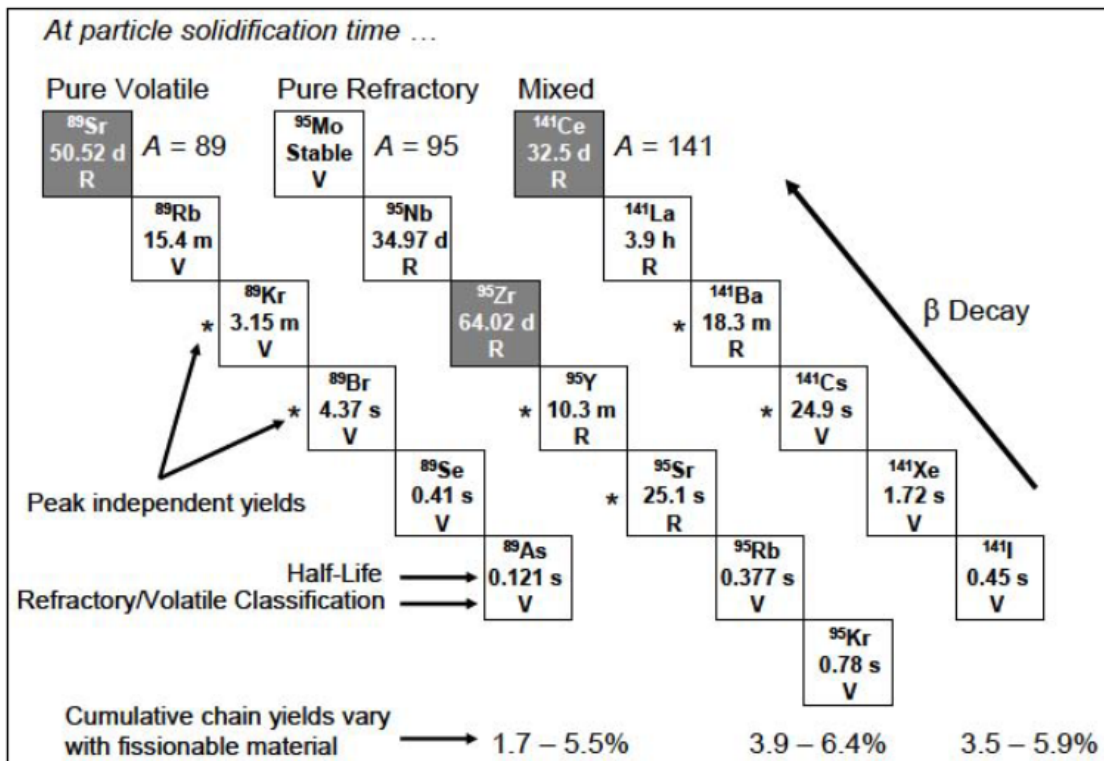 At particle solidification time …
Pure Volatile Pure Refractory Mixed
⁸⁹Sr
50.52 d
R
A = 89
⁹⁵Mo
Stable
V
A = 95
¹⁴¹Ce
32.5 d
R
A = 141
⁸⁹Rb
15.4 m
V
⁹⁵Nb
34.97 d
R
¹⁴¹La
3.9 h
R
⁸⁹Kr
3.15 m
V
*
⁹⁵Zr
64.02 d
R
¹⁴¹Ba
18.3 m
R
*
β Decay
⁸⁹Br
4.37 s
V
*
⁹⁵Y
10.3 m
R
*
¹⁴¹Cs
24.9 s
V
*
Peak independent yields
⁸⁹Se
0.41 s
V
⁹⁵Sr
25.1 s
R
*
¹⁴¹Xe
1.72 s
V
Half-Life
Refractory/Volatile Classification
⁸⁹As
0.121 s
V
⁹⁵Rb
0.377 s
V
¹⁴¹I
0.45 s
V
⁹⁵Kr
0.78 s
V
Cumulative chain yields vary
with fissionable material
1.7 – 5.5% 3.9 – 6.4% 3.5 – 5.9%